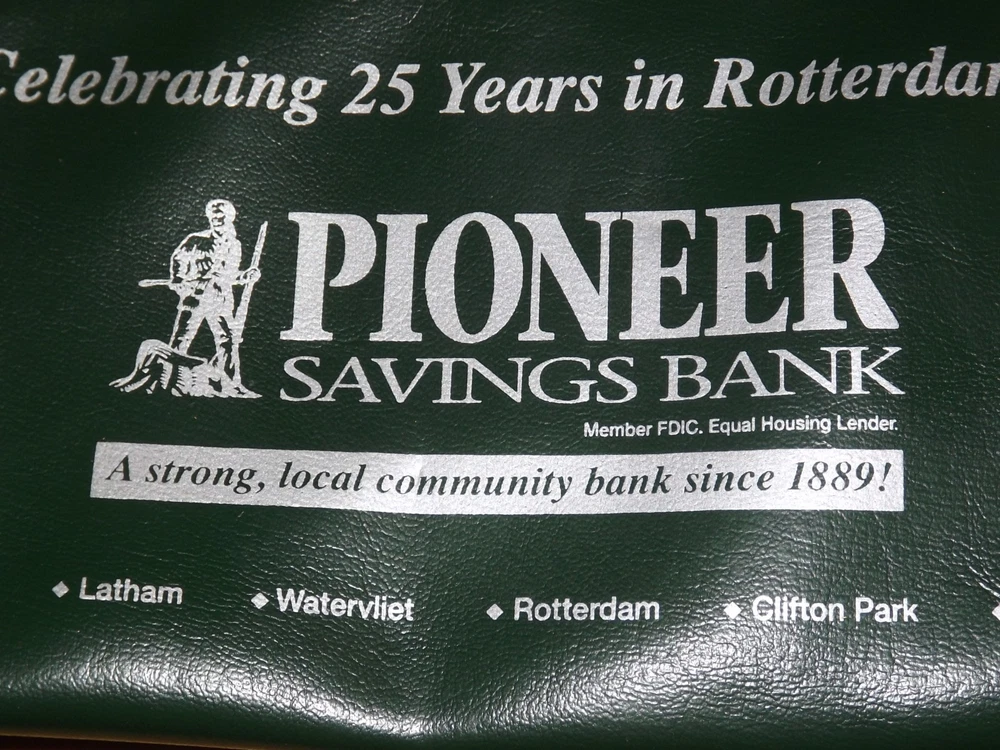 Celebrating 25 Years in Rotterdam
PIONEER
SAVINGS BANK
Member FDIC. Equal Housing Lender.
A strong, local community bank since 1889!
◆ Latham ◆ Watervliet ◆ Rotterdam ◆ Clifton Park ◆